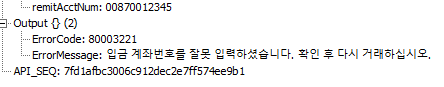 remitAcctNum: 00870012345
Output {} (2)
ErrorCode: 80003221
ErrorMessage: 입금 계좌번호를 잘못 입력하셨습니다. 확인 후 다시 거래하십시오.
API_SEQ: 7fd1afbc3006c912dec2e7ff574ee9b1